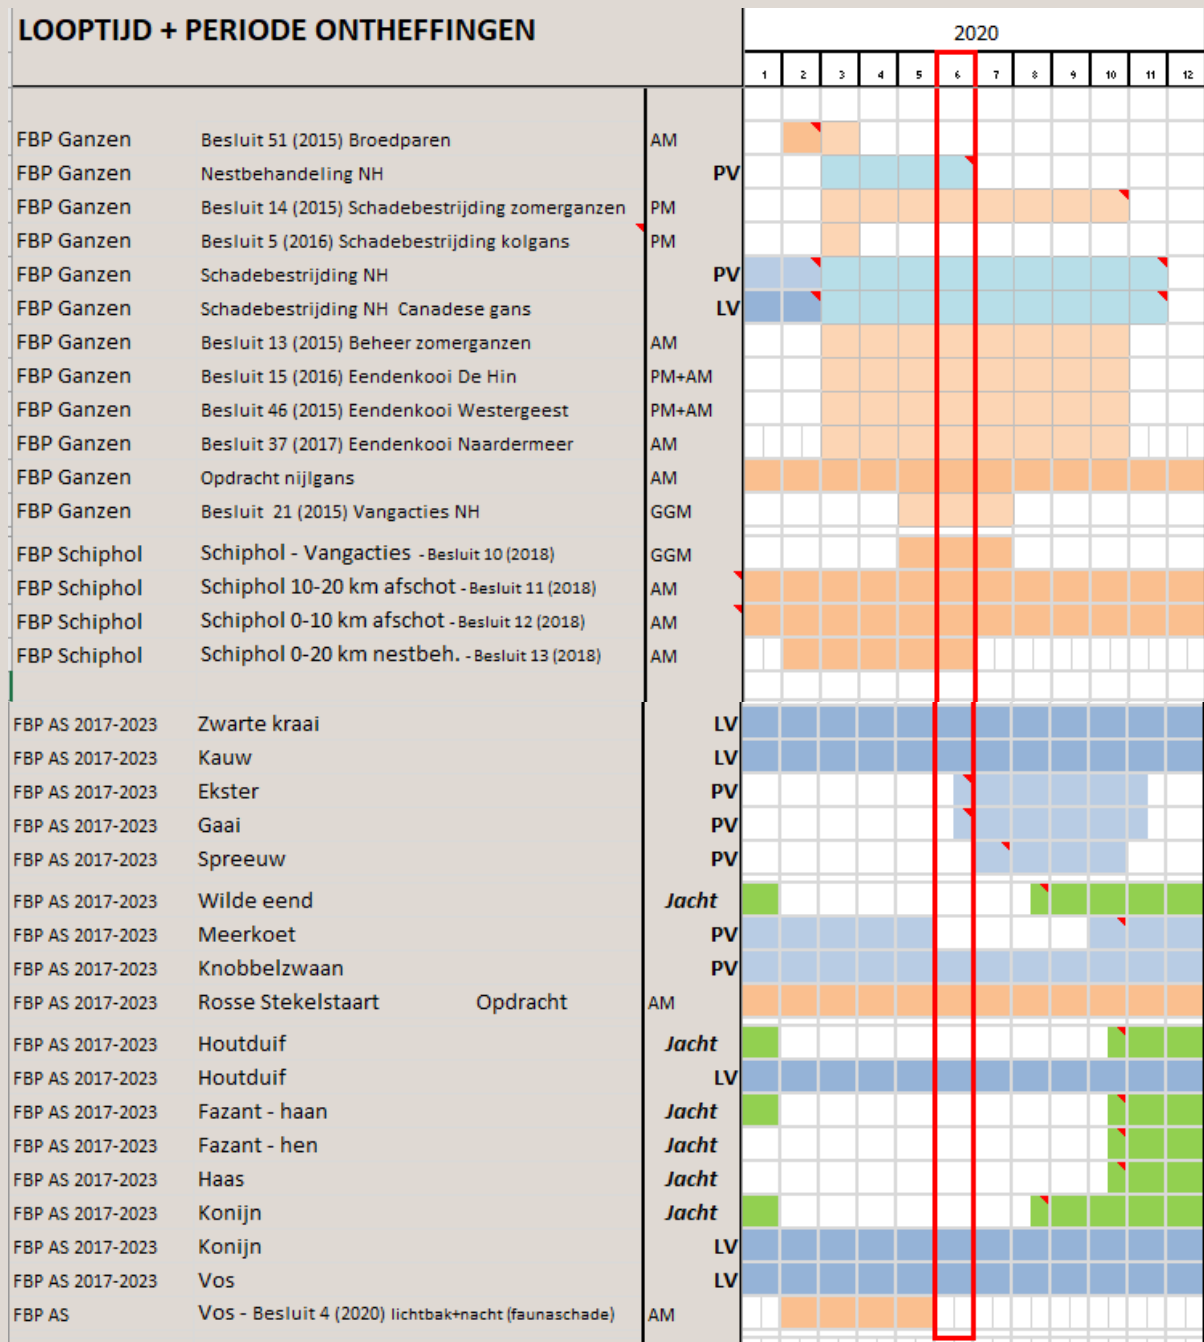 LOOPTIJD + PERIODE ONTHEFFINGEN
2020
1 2 3 4 5 6 7 8 9 10 11 12
FBP Ganzen Besluit 51 (2015) Broedparen AM
FBP Ganzen Nestbehandeling NH PV
FBP Ganzen Besluit 14 (2015) Schadebestrijding zomerganzen PM
FBP Ganzen Besluit 5 (2016) Schadebestrijding kolgans PM
FBP Ganzen Schadebestrijding NH PV
FBP Ganzen Schadebestrijding NH Canadese gans LV
FBP Ganzen Besluit 13 (2015) Beheer zomerganzen AM
FBP Ganzen Besluit 15 (2016) Eendenkooi De Hin PM+AM
FBP Ganzen Besluit 46 (2015) Eendenkooi Westergeest PM+AM
FBP Ganzen Besluit 37 (2017) Eendenkooi Naardermeer AM
FBP Ganzen Opdracht nijlgans AM
FBP Ganzen Besluit 21 (2015) Vangacties NH GGM
FBP Schiphol Schiphol - Vangacties - Besluit 10 (2018) GGM
FBP Schiphol Schiphol 10-20 km afschot - Besluit 11 (2018) AM
FBP Schiphol Schiphol 0-10 km afschot - Besluit 12 (2018) AM
FBP Schiphol Schiphol 0-20 km nestbeh. - Besluit 13 (2018) AM
FBP AS 2017-2023 Zwarte kraai LV
FBP AS 2017-2023 Kauw LV
FBP AS 2017-2023 Ekster PV
FBP AS 2017-2023 Gaai PV
FBP AS 2017-2023 Spreeuw PV
FBP AS 2017-2023 Wilde eend Jacht
FBP AS 2017-2023 Meerkoet PV
FBP AS 2017-2023 Knobbelzwaan PV
FBP AS 2017-2023 Rosse Stekelstaart Opdracht AM
FBP AS 2017-2023 Houtduif Jacht
FBP AS 2017-2023 Houtduif LV
FBP AS 2017-2023 Fazant - haan Jacht
FBP AS 2017-2023 Fazant - hen Jacht
FBP AS 2017-2023 Haas Jacht
FBP AS 2017-2023 Konijn Jacht
FBP AS 2017-2023 Konijn LV
FBP AS 2017-2023 Vos LV
FBP AS Vos - Besluit 4 (2020) lichtbak+nacht (faunaschade) AM